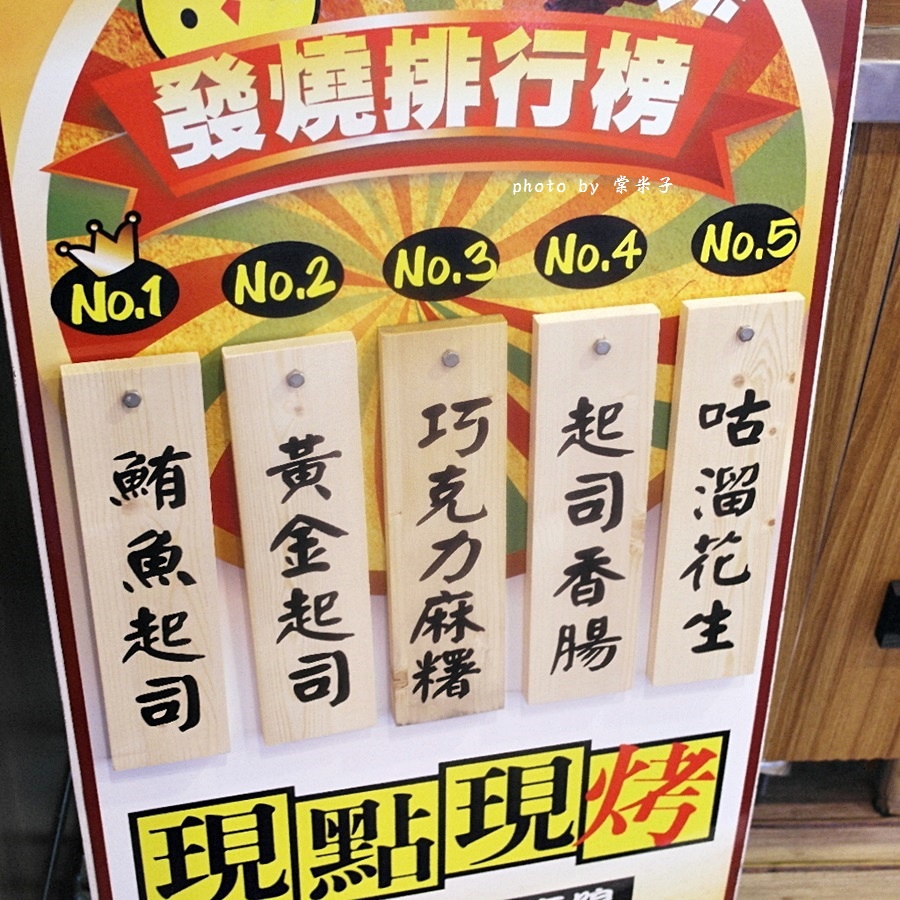 發燒排行榜
photo by 棠米子
No.1
No.2
No.3
No.4
No.5
鮪魚起司
黃金起司
巧克力麻糬
起司香腸
咕溜花生
現點現烤